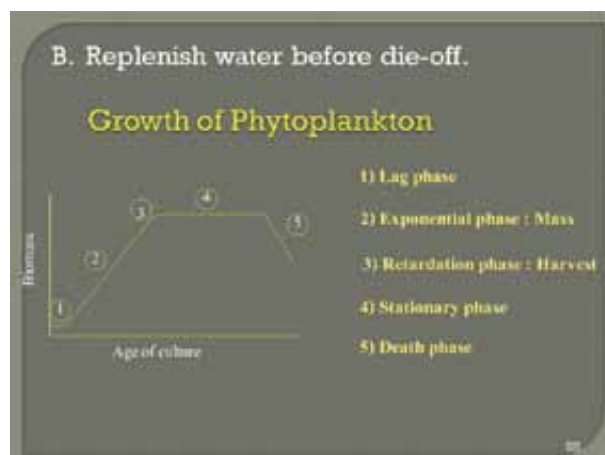 B. Replenish water before die-off.
Growth of Phytoplankton
1) Lag phase
2) Exponential phase : Mass
3) Retardation phase : Harvest
4) Stationary phase
5) Death phase
4
3
5
2
1
Biomass
Age of culture